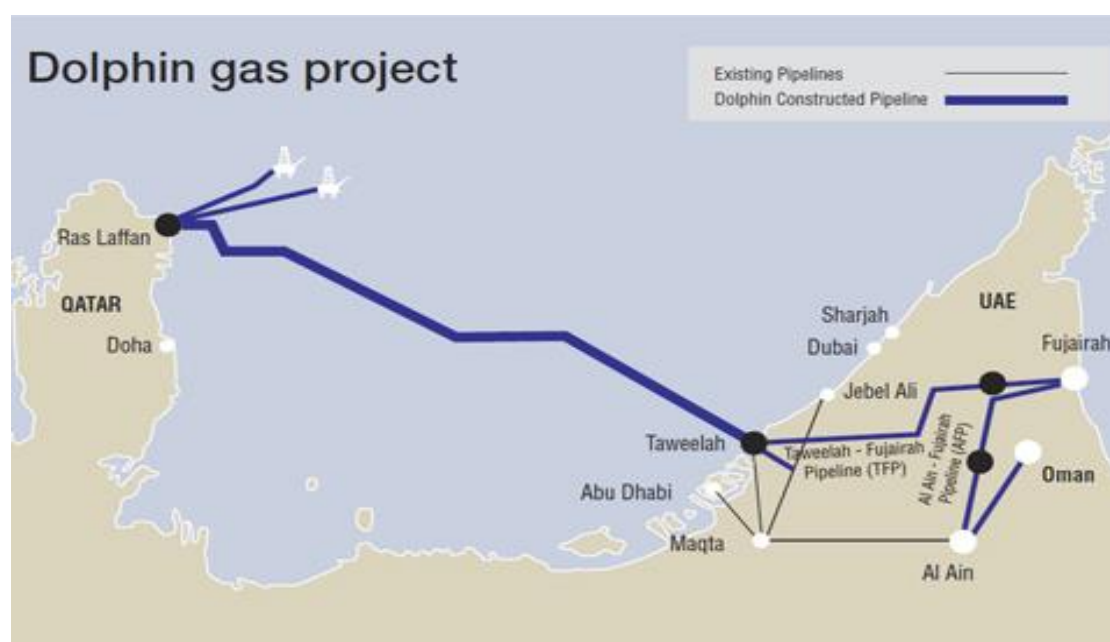 Dolphin gas project
Existing Pipelines
Dolphin Constructed Pipeline
Ras Laffan
QATAR
Doha
UAE
Sharjah
Dubai
Fujairah
Jebel Ali
Taweelah
Taweelah - Fujairah
Pipeline (TFP)
Al Ain - Fujairah
Pipeline (AFP)
Oman
Abu Dhabi
Maqta
Al Ain